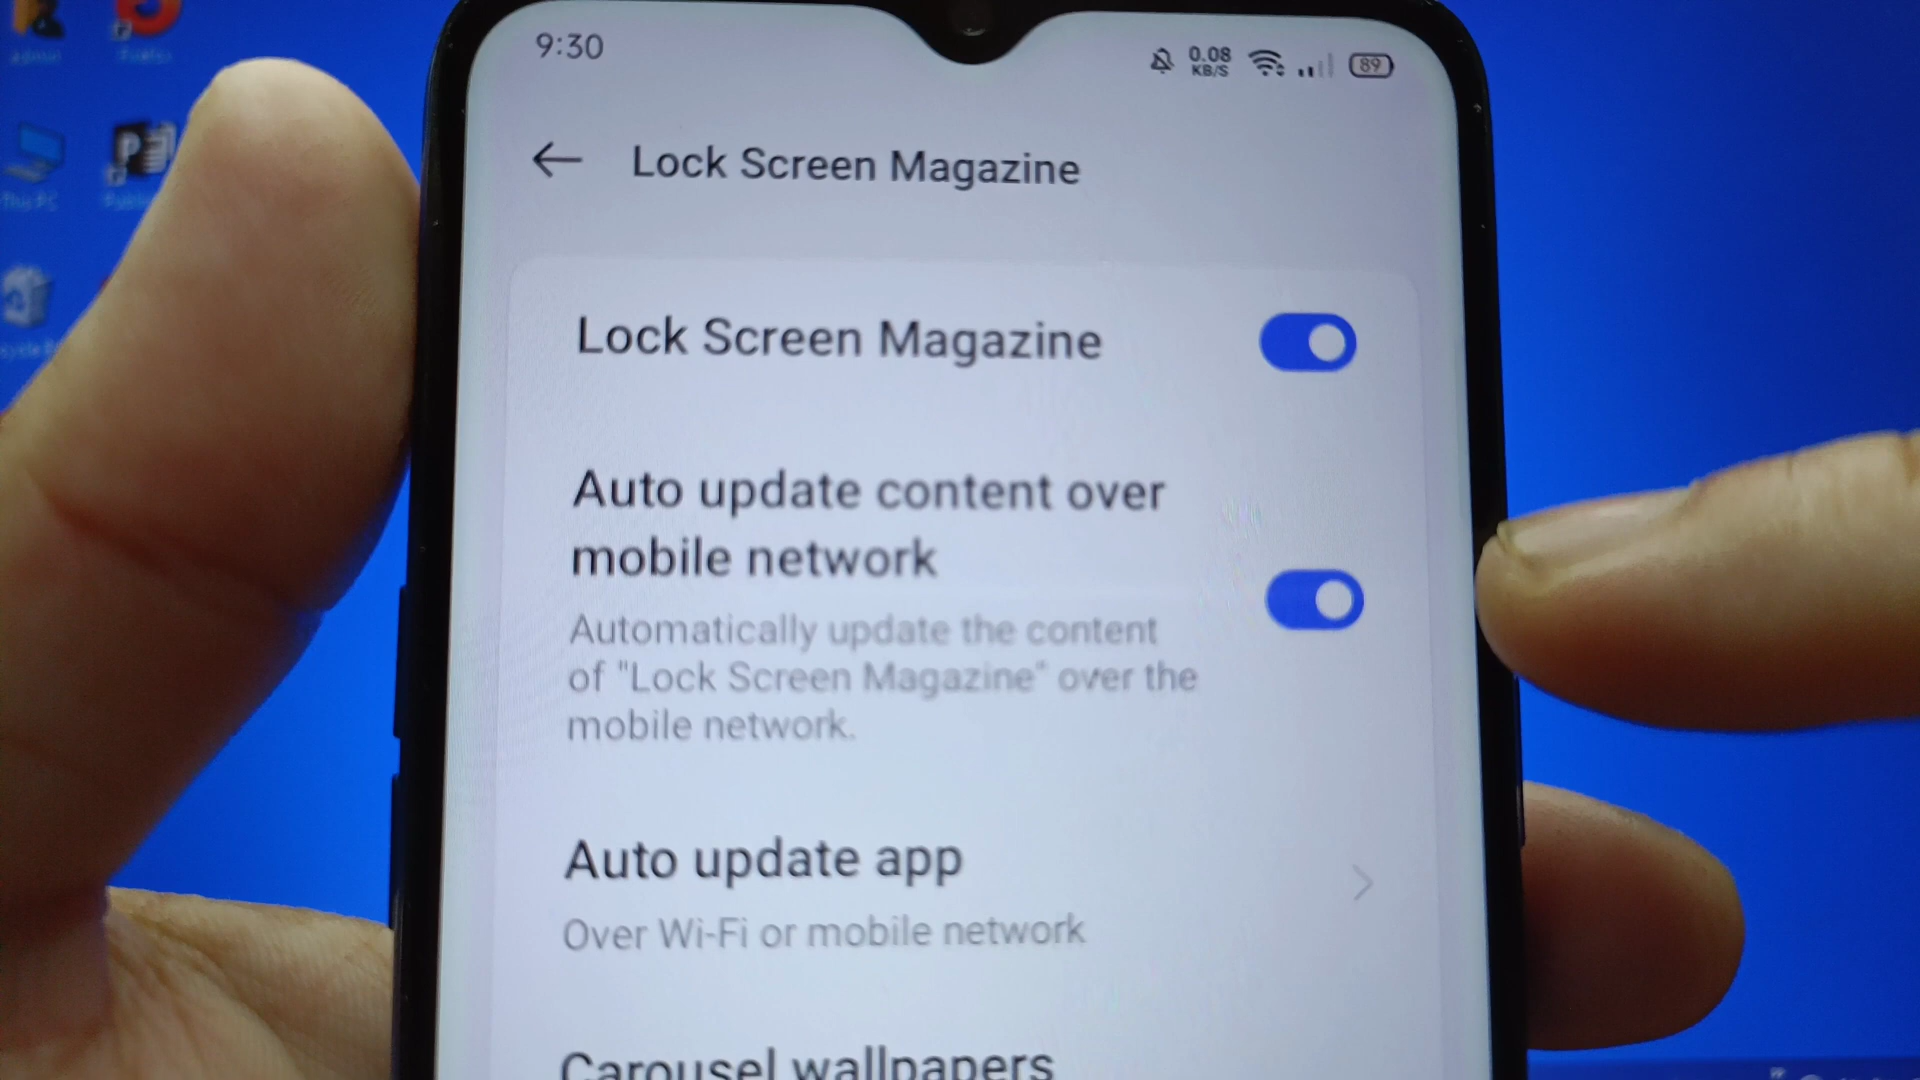 9:30
0.08
KB/S
89
Lock Screen Magazine
Lock Screen Magazine
Auto update content over
mobile network
Automatically update the content
of "Lock Screen Magazine" over the
mobile network.
Auto update app
Over Wi-Fi or mobile network
Carousel wallpapers
This PC